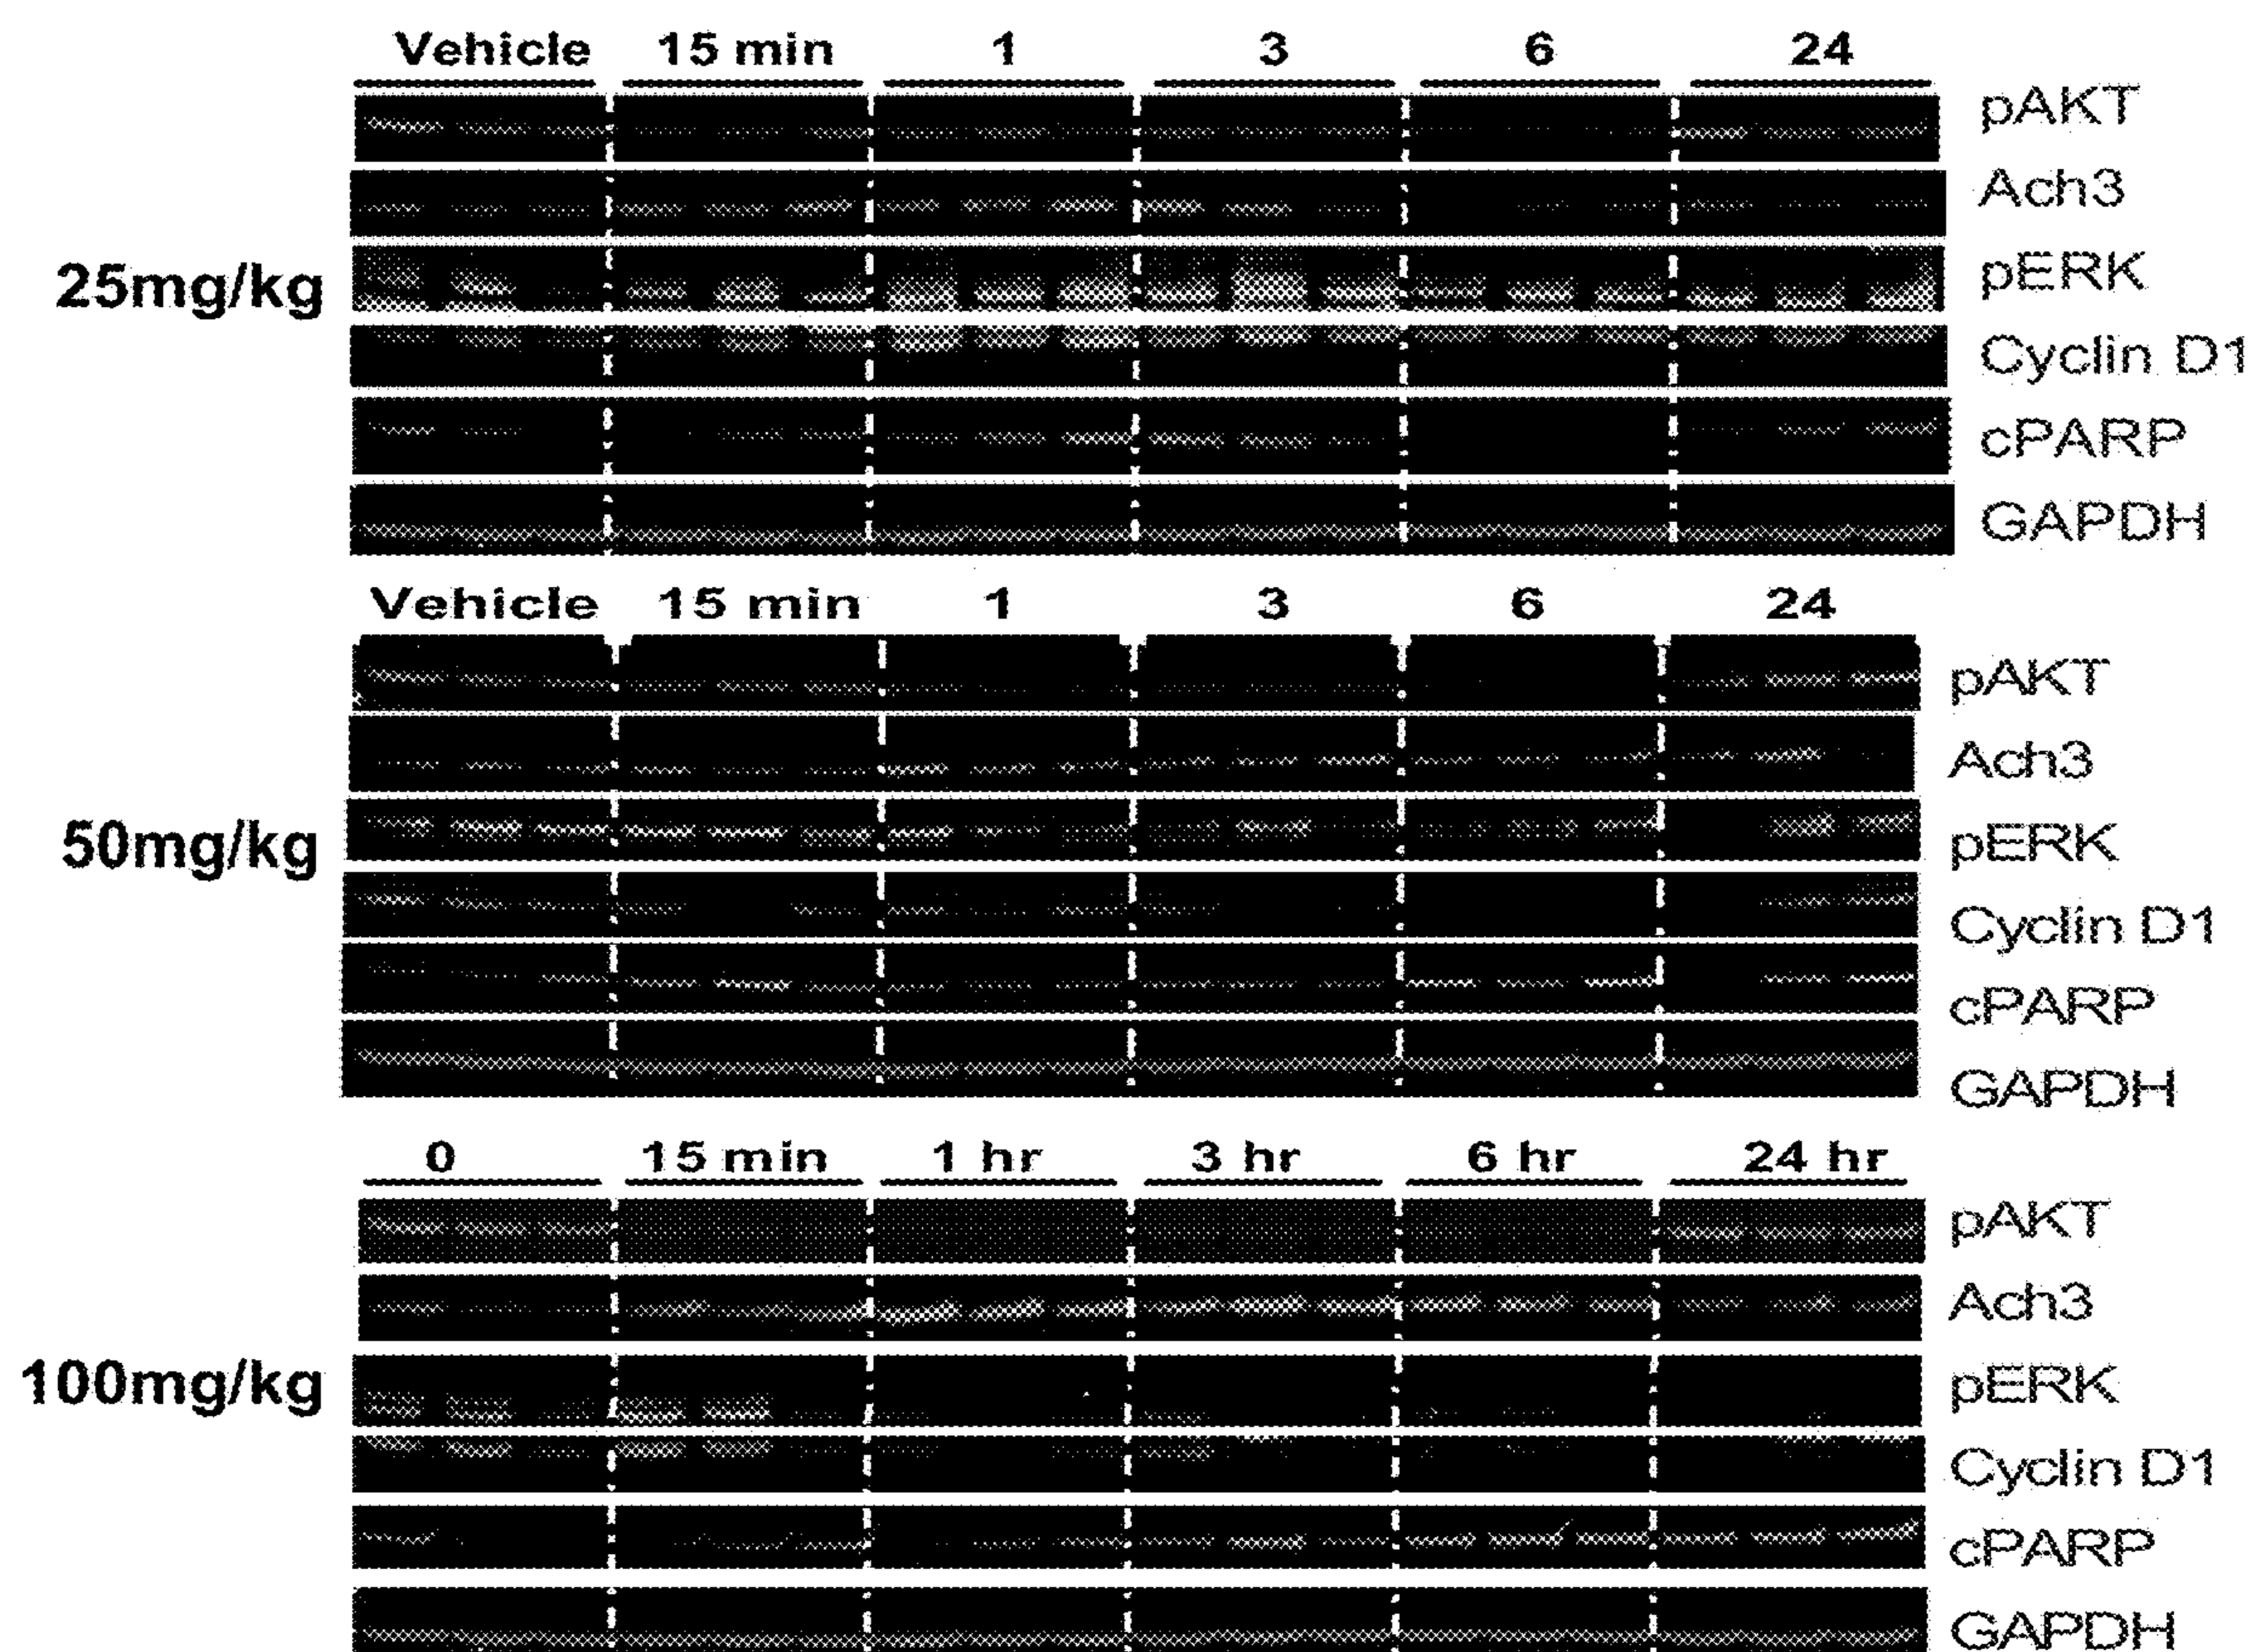 Vehicle 15 min 1 3 6 24
pAKT
Ach3
25mg/kg pERK
Cyclin D1
cPARP
GAPDH
Vehicle 15 min 1 3 6 24
pAKT
Ach3
50mg/kg pERK
Cyclin D1
cPARP
GAPDH
0 15 min 1 hr 3 hr 6 hr 24 hr
pAKT
Ach3
100mg/kg pERK
Cyclin D1
cPARP
GAPDH